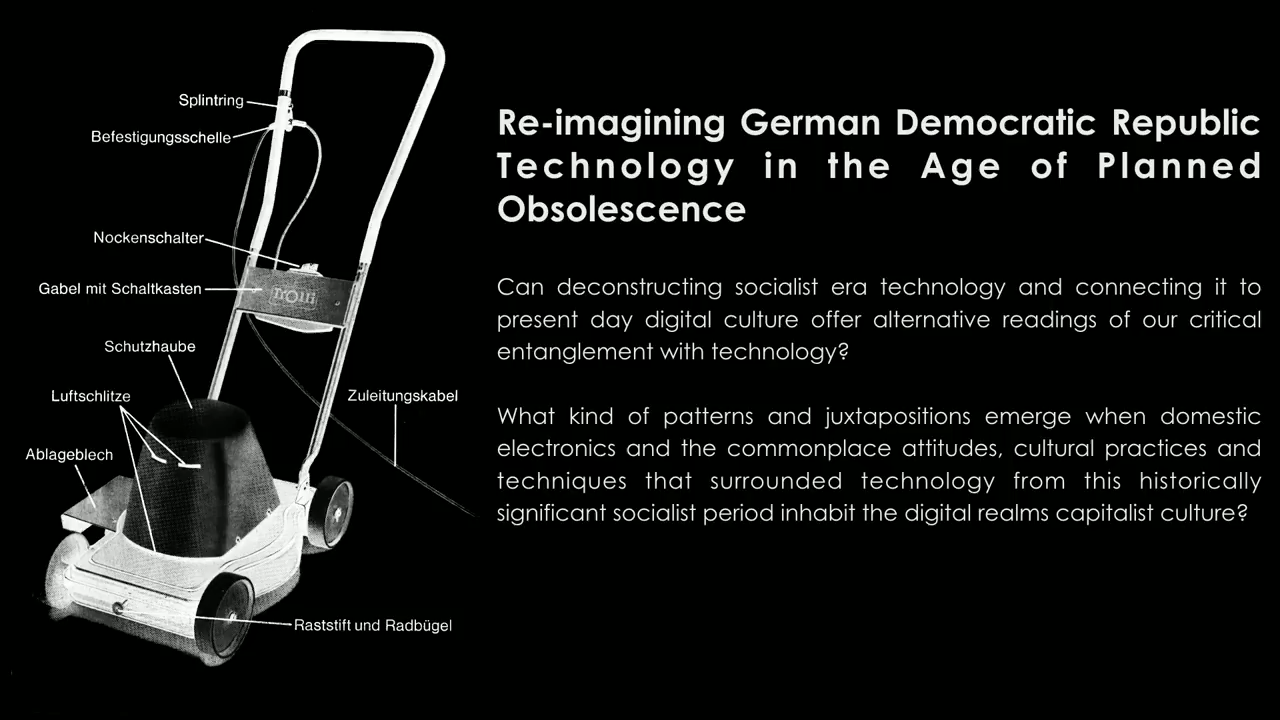 Splintring
Befestigungsschelle
Nockenschalter
Gabel mit Schaltkasten
Trolli
Schutzhaube
Luftschlitze
Zuleitungskabel
Ablageblech
Raststift und Radbügel
Re-imagining German Democratic Republic
Technology in the Age of Planned
Obsolescence
Can deconstructing socialist era technology and connecting it to
present day digital culture offer alternative readings of our critical
entanglement with technology?
What kind of patterns and juxtapositions emerge when domestic
electronics and the commonplace attitudes, cultural practices and
techniques that surrounded technology from this historically
significant socialist period inhabit the digital realms capitalist culture?